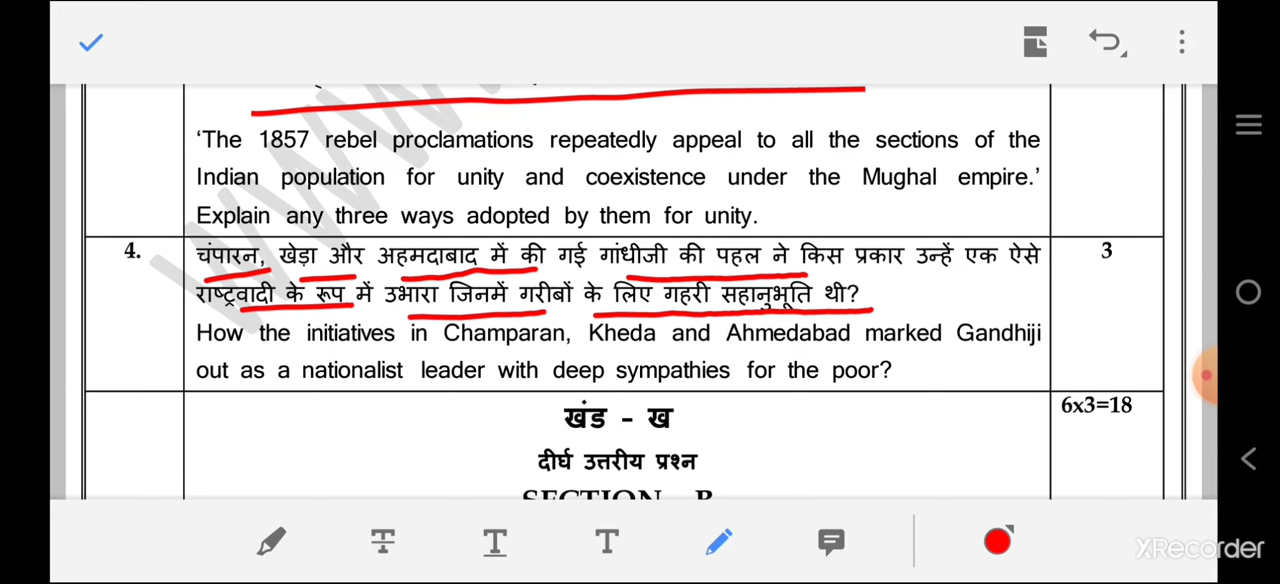 'The 1857 rebel proclamations repeatedly appeal to all the sections of the
Indian population for unity and coexistence under the Mughal empire.'
Explain any three ways adopted by them for unity.
4. चंपारन, खेड़ा और अहमदाबाद में की गई गांधीजी की पहल ने किस प्रकार उन्हें एक ऐसे 3
राष्ट्रवादी के रूप में उभारा जिनमें गरीबों के लिए गहरी सहानुभूति थी?
How the initiatives in Champaran, Kheda and Ahmedabad marked Gandhiji
out as a nationalist leader with deep sympathies for the poor?
खंड - ख 6x3=18
दीर्घ उत्तरीय प्रश्न
SECTION B
T T T
XRecorder